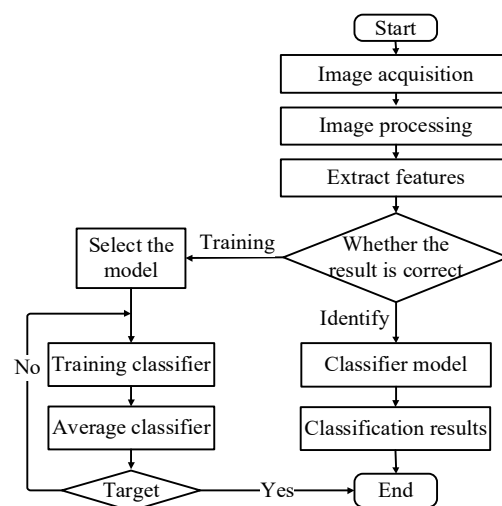 Start
Image acquisition
Image processing
Extract features
Whether the
result is correct
Training
Select the
model
Identify
No
Training classifier
Classifier model
Average classifier
Classification results
Target
Yes
End